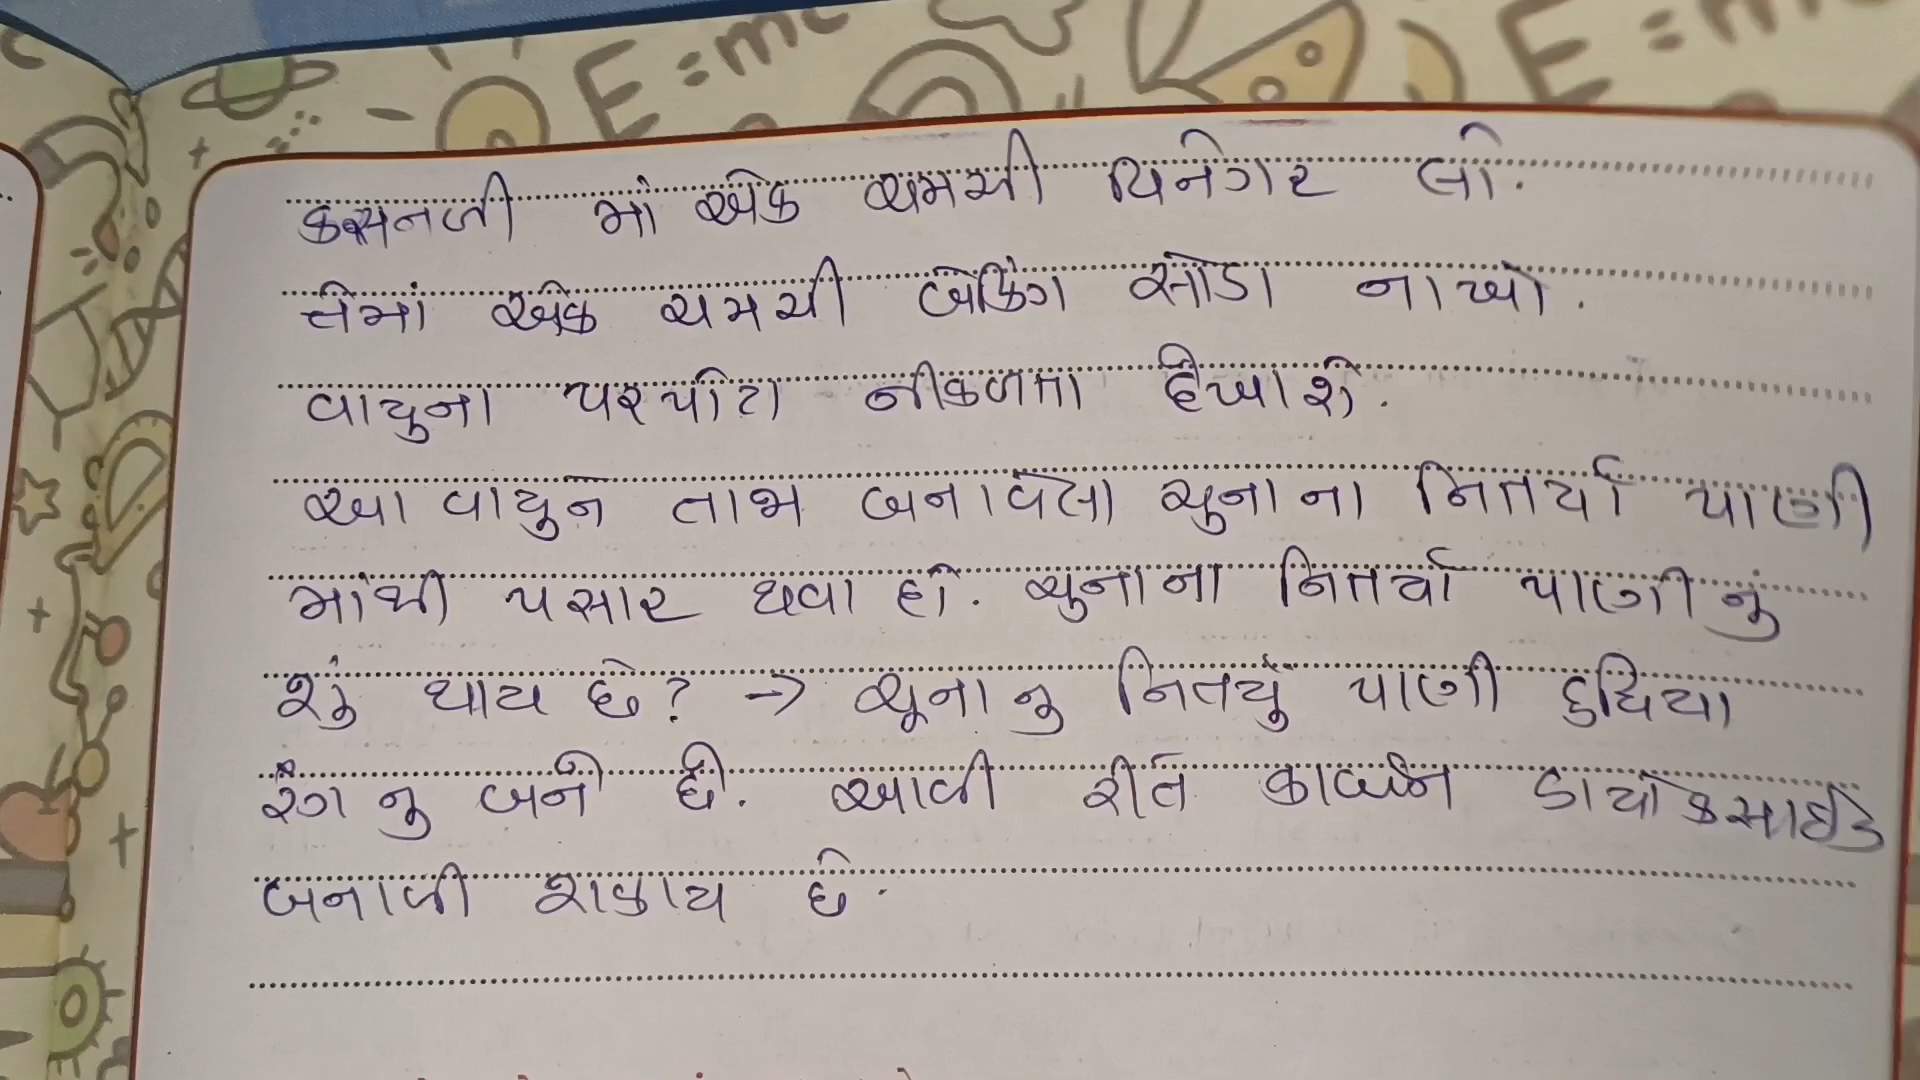 કસનળી માં એક ચમચી વિનેગર લો.
તેમાં એક ચમચી બેકિંગ સોડા નાખો.
વાયુના પરપોટા નીકળતા દેખાશે.
આ વાયુને તાજા બનાવેલા ચુનાના નિતર્યા પાણી
માંથી પસાર થવા દો. ચુનાના નિતર્યા પાણીનું
શું થાય છે? → ચૂનાનુ નિતર્યું પાણી દુધિયા
રંગનુ બને છે. આવી રીતે કાર્બન ડાયોકસાઈડ
બનાવી શકાય છે.